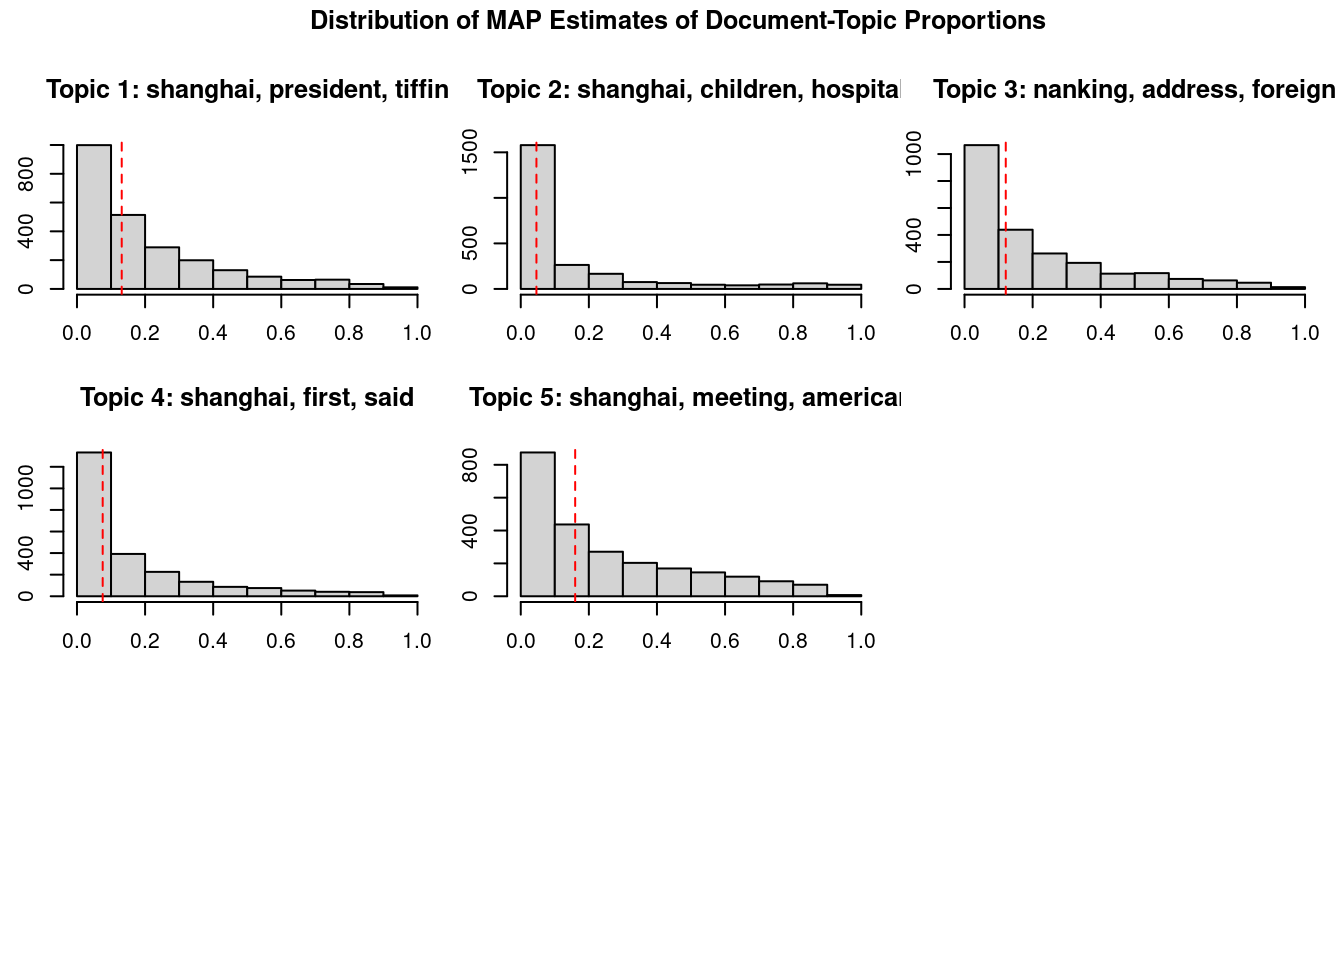 Distribution of MAP Estimates of Document-Topic Proportions
Topic 1: shanghai, president, tiffin
0 400 800
0.0 0.2 0.4 0.6 0.8 1.0
Topic 2: shanghai, children, hospital
0 500 1500
0.0 0.2 0.4 0.6 0.8 1.0
Topic 3: nanking, address, foreign
0 400 1000
0.0 0.2 0.4 0.6 0.8 1.0
Topic 4: shanghai, first, said
0 400 1000
0.0 0.2 0.4 0.6 0.8 1.0
Topic 5: shanghai, meeting, american
0 400 800
0.0 0.2 0.4 0.6 0.8 1.0